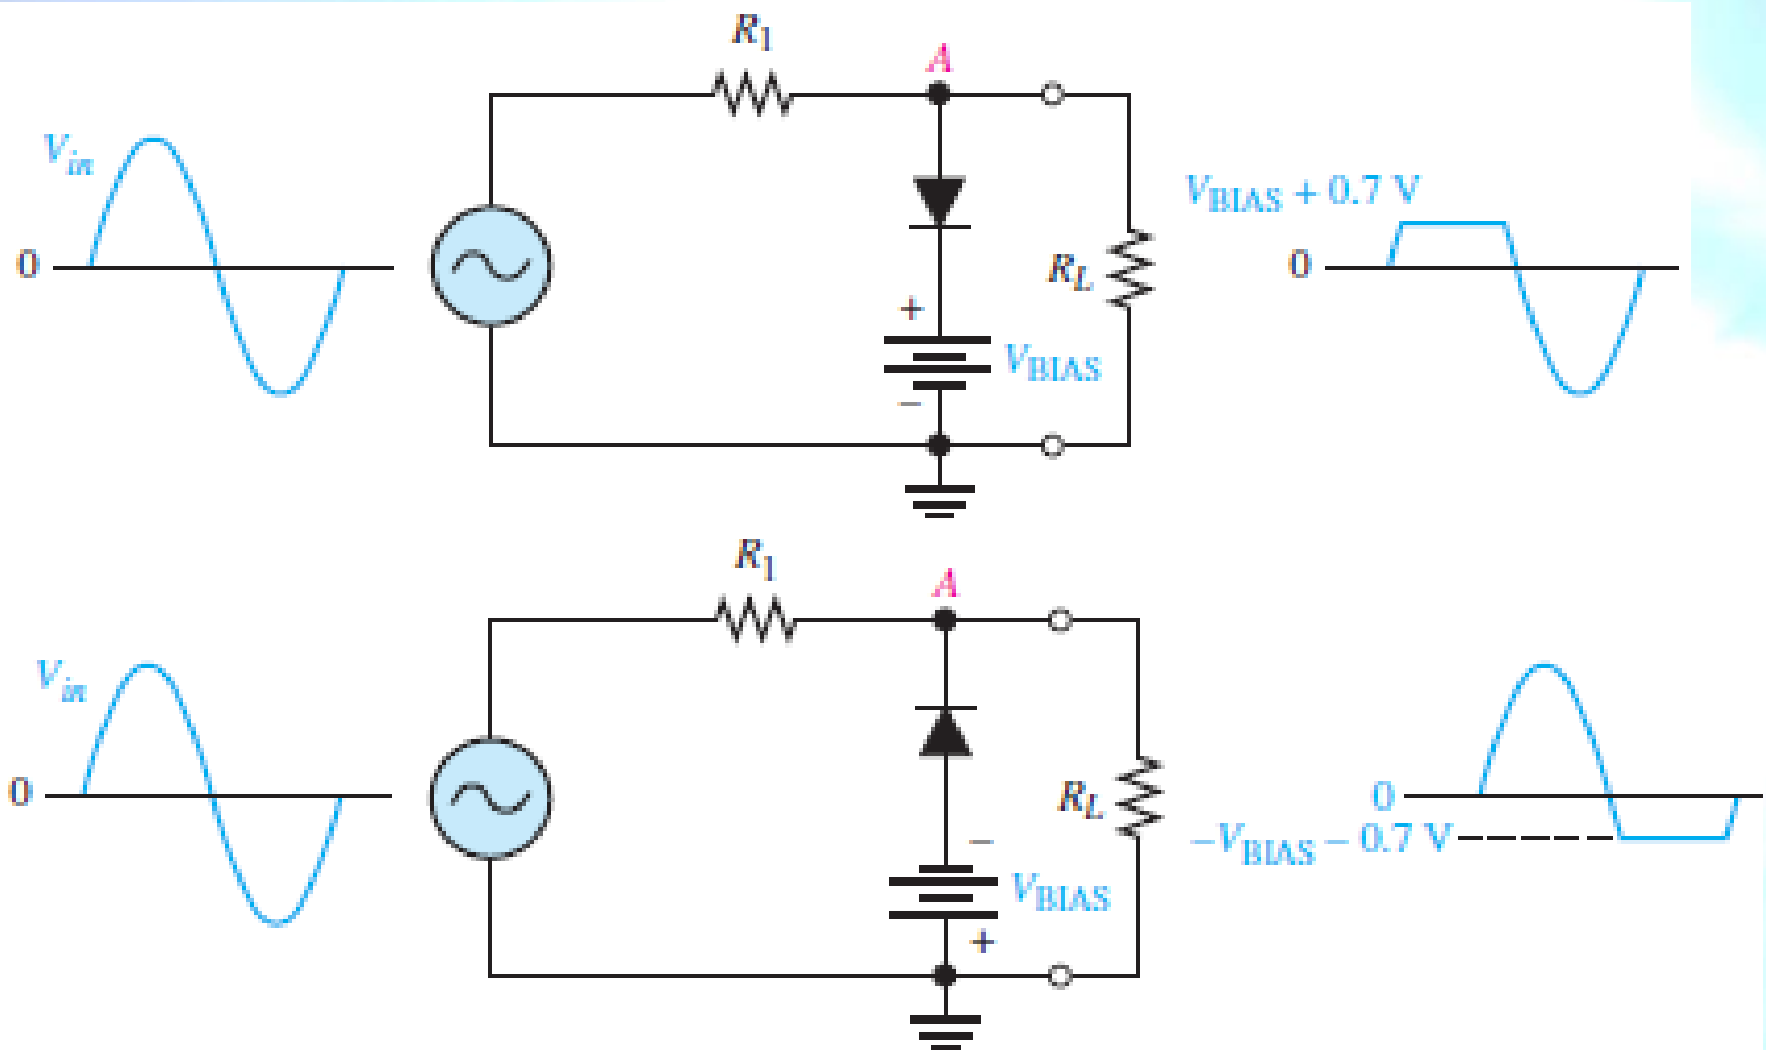 R1
A
Vin
VBIAS + 0.7 V
0
0
RL
+
VBIAS
−
R1
A
Vin
0
RL
0
−VBIAS − 0.7 V
−
VBIAS
+